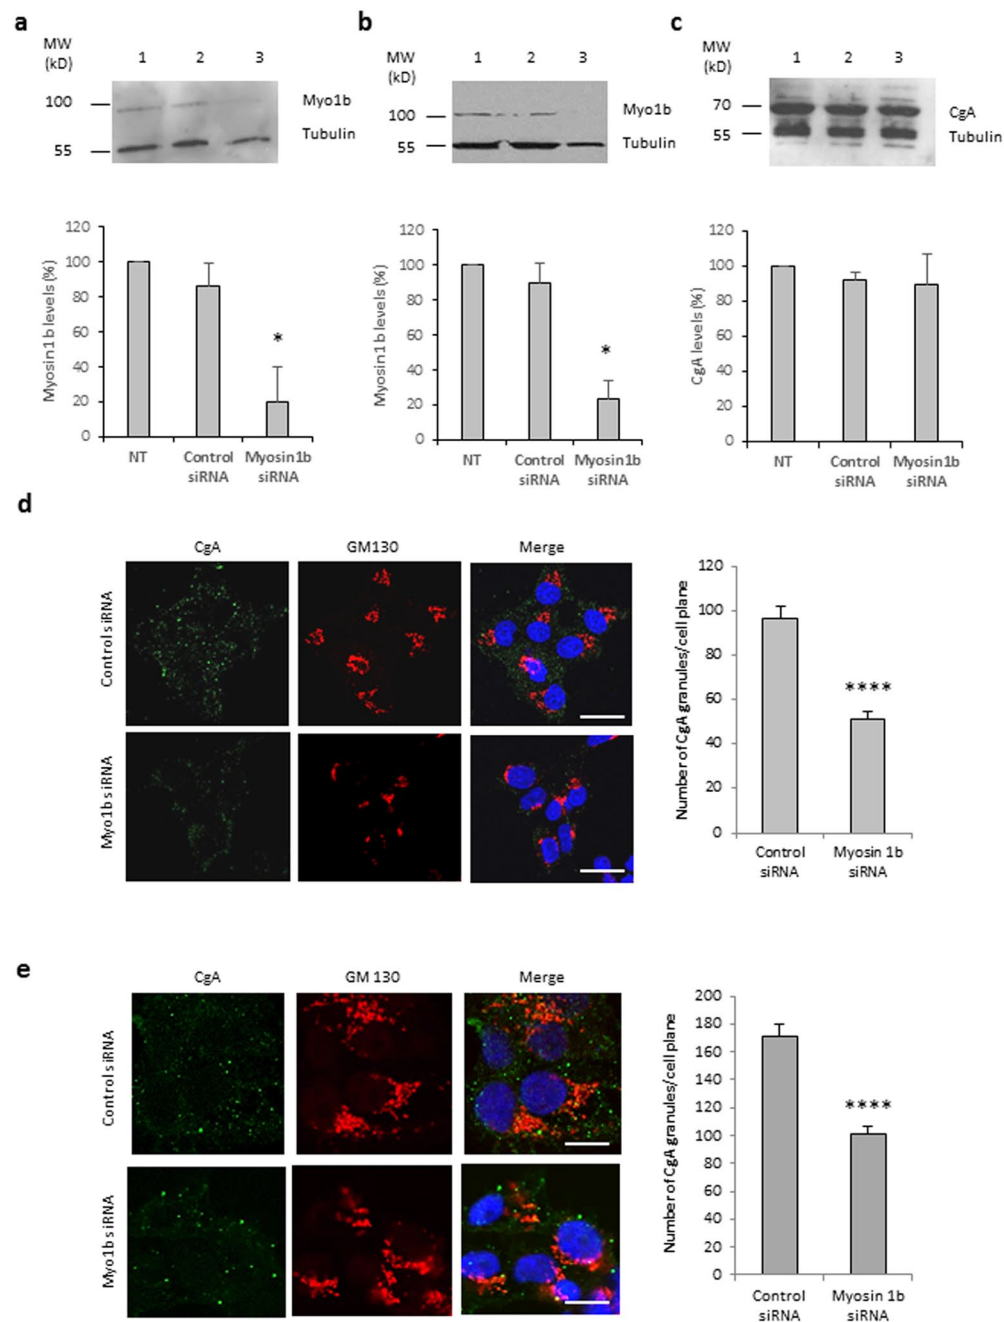 a
MW
(kD)
1 2 3
100
Myo1b
Tubulin
55
b
MW
(kD)
1 2 3
100
Myo1b
55
Tubulin
c
MW
(kD)
1 2 3
70
CgA
55
Tubulin
Myosin1b levels (%)
120
100
80
60
40
20
0
*
NT
Control
siRNA
Myosin1b
siRNA
Myosin1b levels (%)
120
100
80
60
40
20
0
*
NT
Control
siRNA
Myosin1b
siRNA
CgA levels (%)
120
100
80
60
40
20
0
NT
Control
siRNA
Myosin1b
siRNA
d
CgA GM130 Merge
Control siRNA
Myo1b siRNA
Number of CgA granules/cell plane
120
100
80
60
40
20
0
****
Control
siRNA
Myosin 1b
siRNA
e
CgA GM 130 Merge
Control siRNA
Myo1b siRNA
Number of CgA granules/cell plane
200
180
160
140
120
100
80
60
40
20
0
****
Control
siRNA
Myosin 1b
siRNA